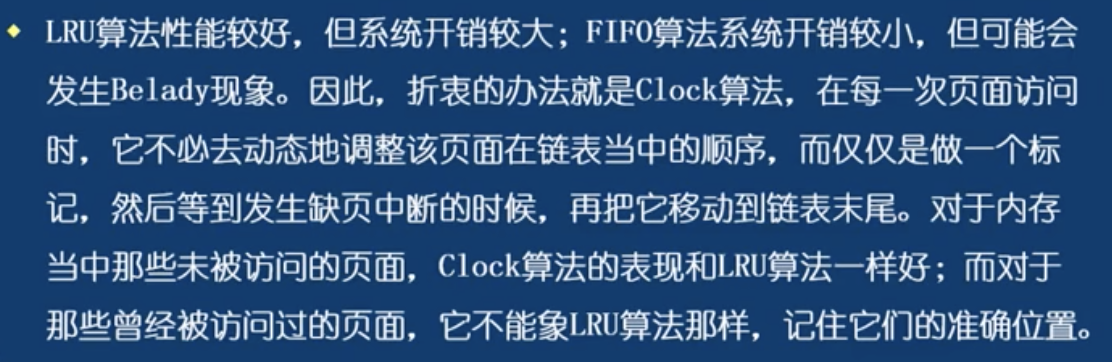 LRU算法性能较好，但系统开销较大；FIFO算法系统开销较小，但可能会
发生Belady现象。因此，折衷的办法就是Clock算法，在每一次页面访问
时，它不必去动态地调整该页面在链表当中的顺序，而仅仅是做一个标
记，然后等到发生缺页中断的时候，再把它移动到链表末尾。对于内存
当中那些未被访问的页面，Clock算法的表现和LRU算法一样好；而对于
那些曾经被访问过的页面，它不能象LRU算法那样，记住它们的准确位置。